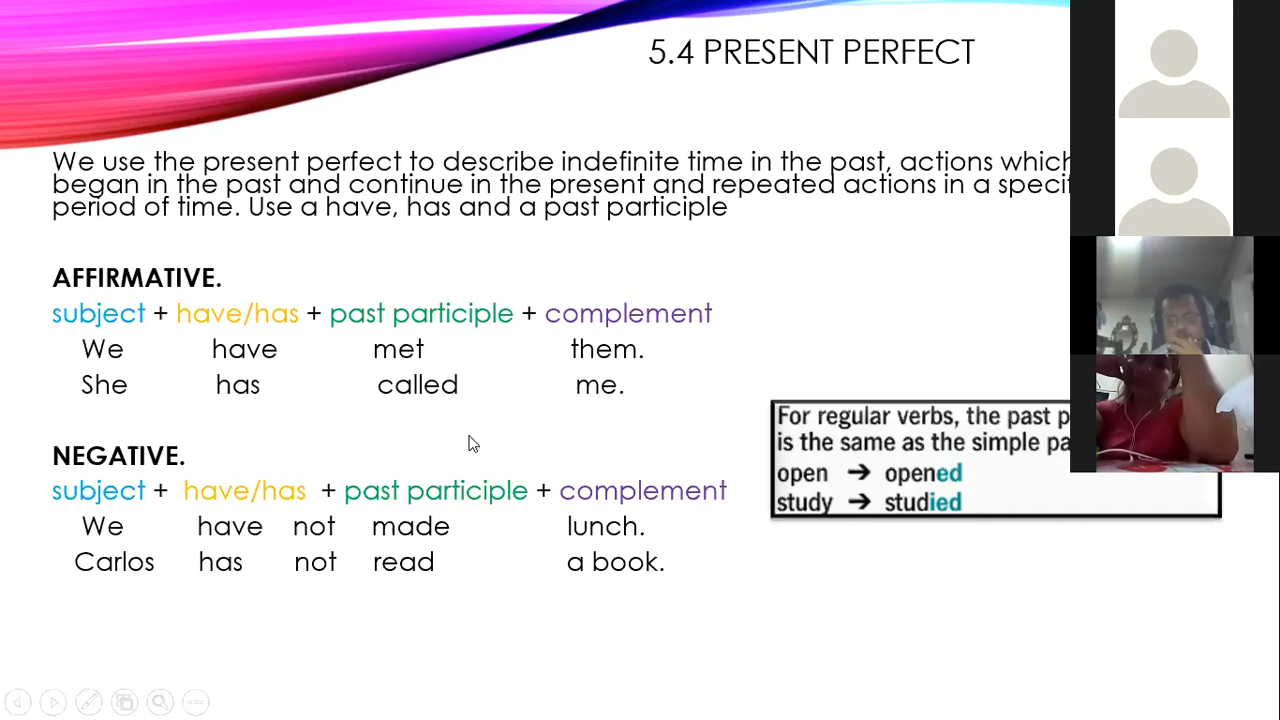 5.4 PRESENT PERFECT
We use the present perfect to describe indefinite time in the past, actions which
began in the past and continue in the present and repeated actions in a
period of time. Use a have, has and a past participle
AFFIRMATIVE.
subject + have/has + past participle + complement
We have met them.
She has called me.
For regular verbs, the past
is the same as the simple
open → opened
study → studied
NEGATIVE.
subject + have/has + past participle + complement
We have not made lunch.
Carlos has not read a book.